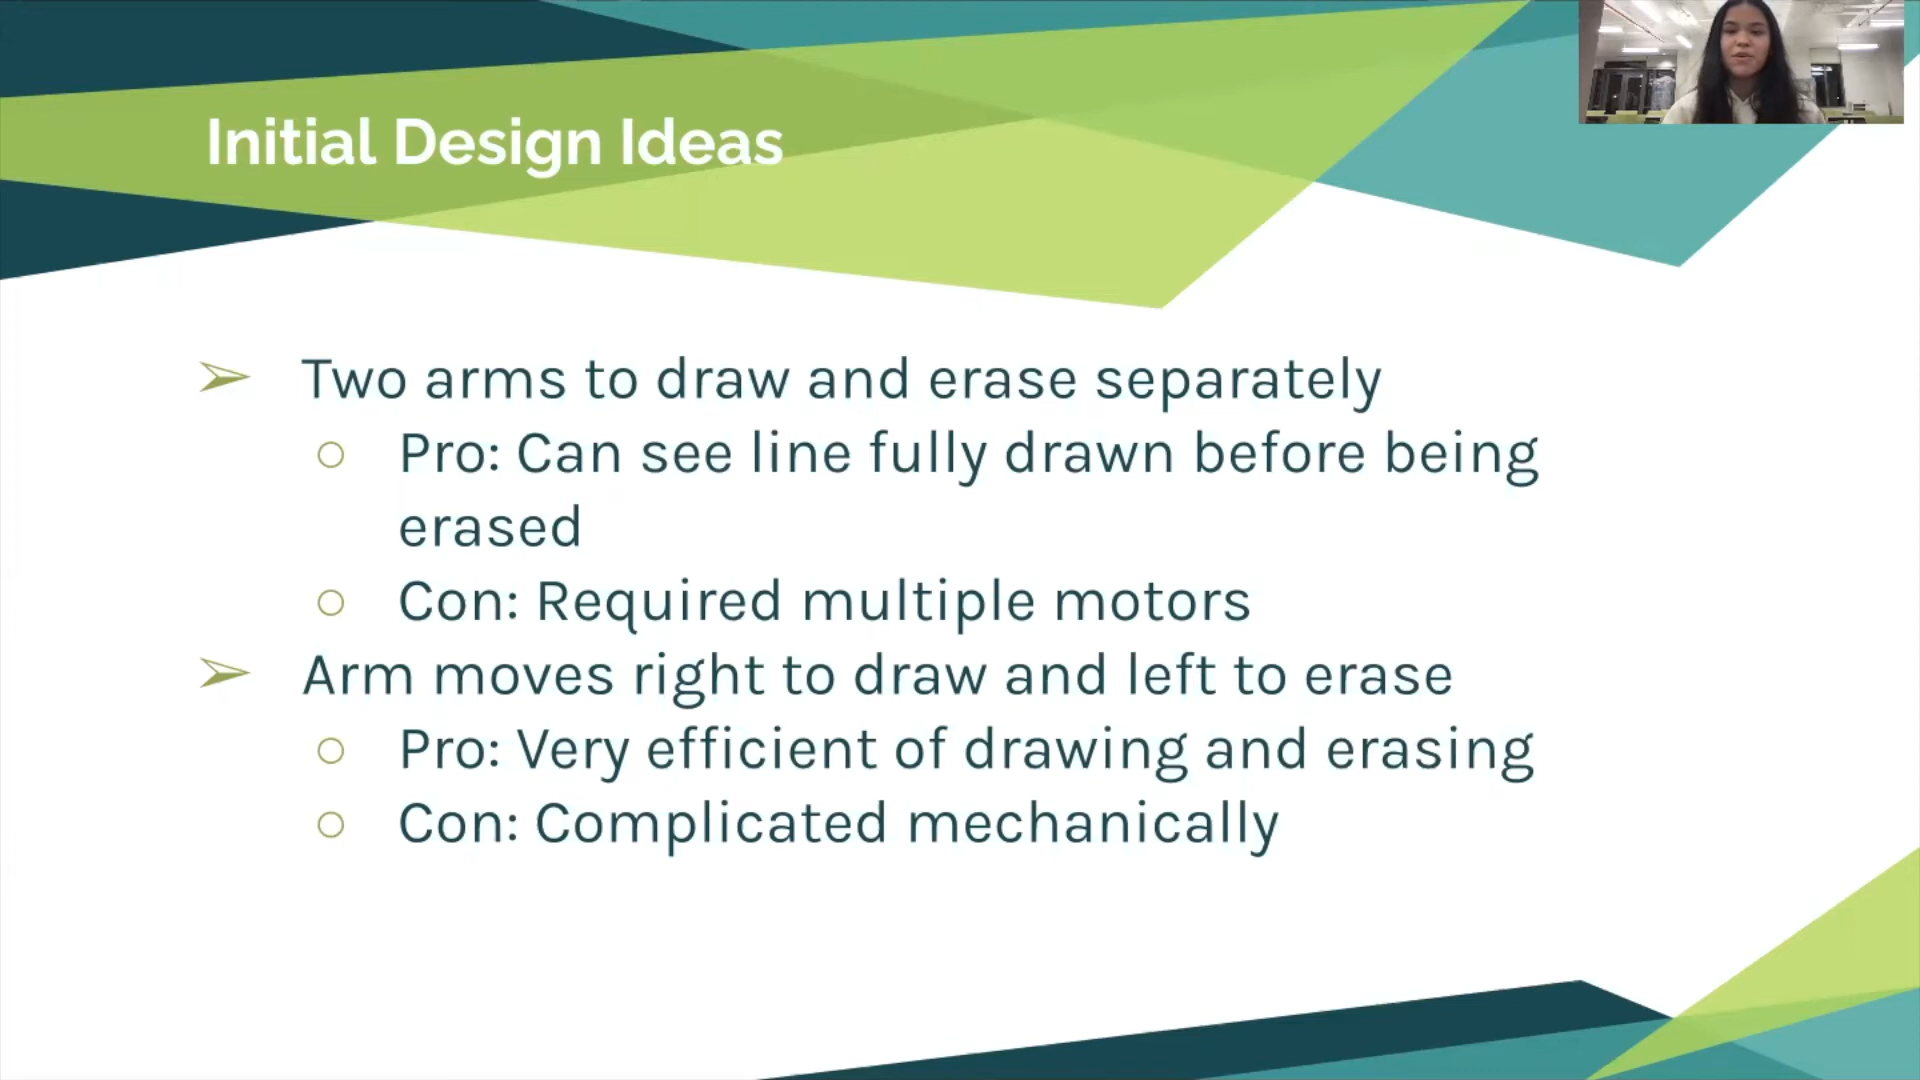 Initial Design Ideas
➢ Two arms to draw and erase separately
○ Pro: Can see line fully drawn before being
erased
○ Con: Required multiple motors
➢ Arm moves right to draw and left to erase
○ Pro: Very efficient of drawing and erasing
○ Con: Complicated mechanically